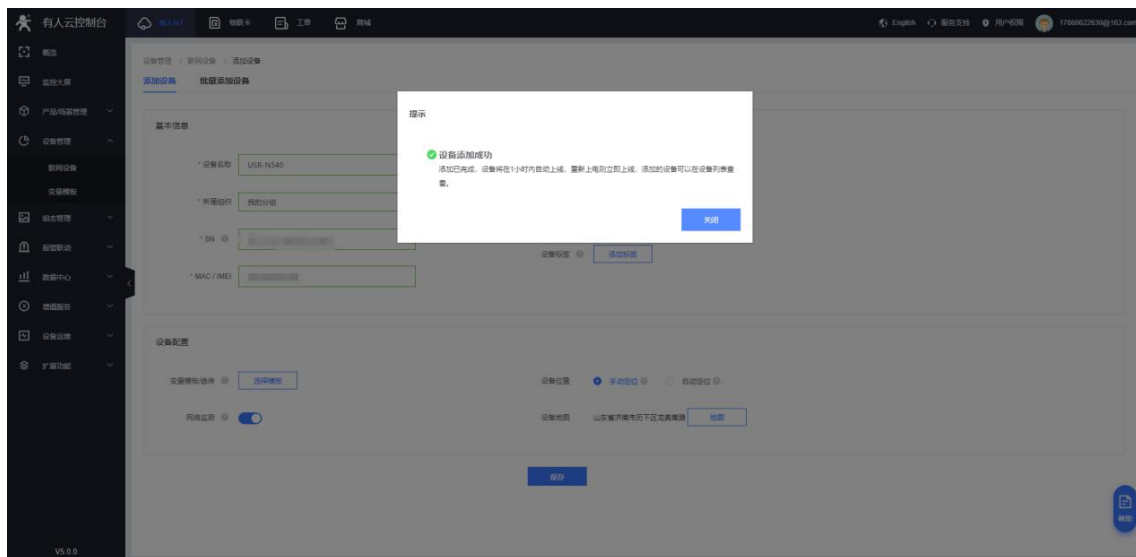 有人云控制台
有人IoT
物联卡
工单
商城
English
服务支持
用户权限
17668622630@163.com
概览
监控大屏
产品/场景管理
设备管理
联网设备
变量模板
组态管理
报警联动
数据中心
增值服务
设备运维
扩展功能
V5.0.0
设备管理 > 联网设备 > 添加设备
添加设备
批量添加设备
基本信息
* 设备名称
USR-N540
* 所属组织
我的分组
* SN
* MAC / IMEI
设备标签
添加标签
提示
设备添加成功
添加已完成，设备将在1小时内自动上线，重新上电则立即上线，添加的设备可以在设备列表查
看。
关闭
设备配置
变量模板/透传
选择模板
设备位置
手动定位
自动定位
网络监测
设备地图
山东省济南市历下区龙奥南路
地图
保存
帮助